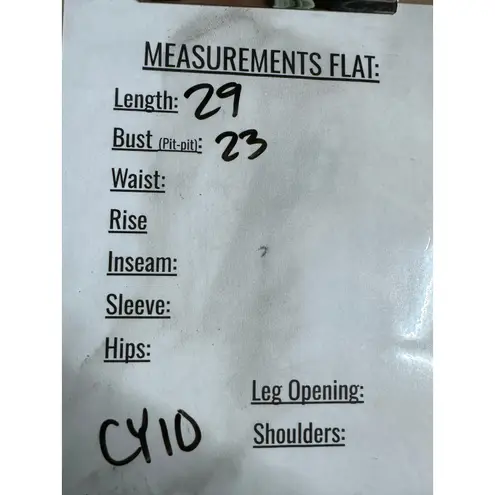 MEASUREMENTS FLAT:
Length: 29
Bust (Pit-pit): 23
Waist:
Rise
Inseam:
Sleeve:
Hips:
Leg Opening:
CY10 Shoulders: